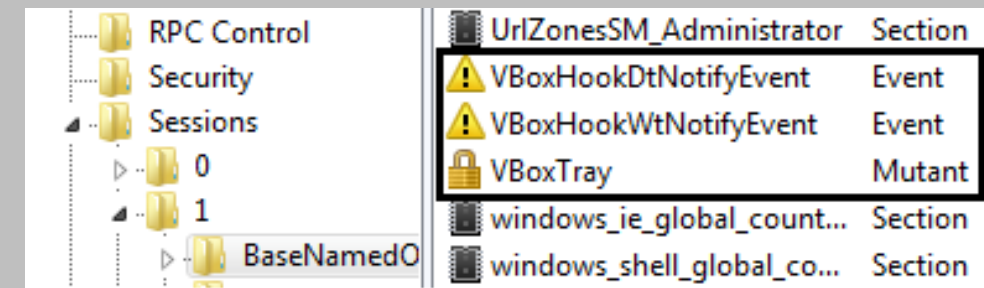 RPC Control
Security
Sessions
0
1
BaseNamedO
UrlZonesSM_Administrator Section
VBoxHookDtNotifyEvent Event
VBoxHookWtNotifyEvent Event
VBoxTray Mutant
windows_ie_global_count... Section
windows_shell_global_co... Section